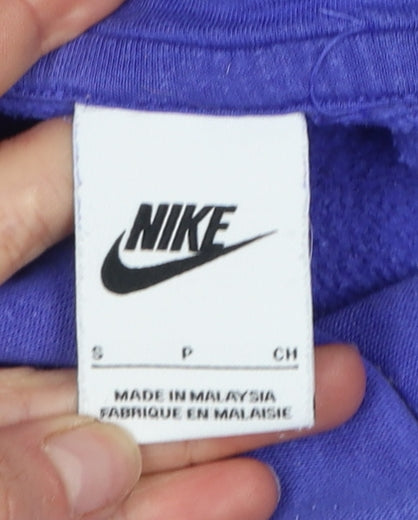 NIKE
S P CH
MADE IN MALAYSIA
FABRIQUE EN MALAISIE